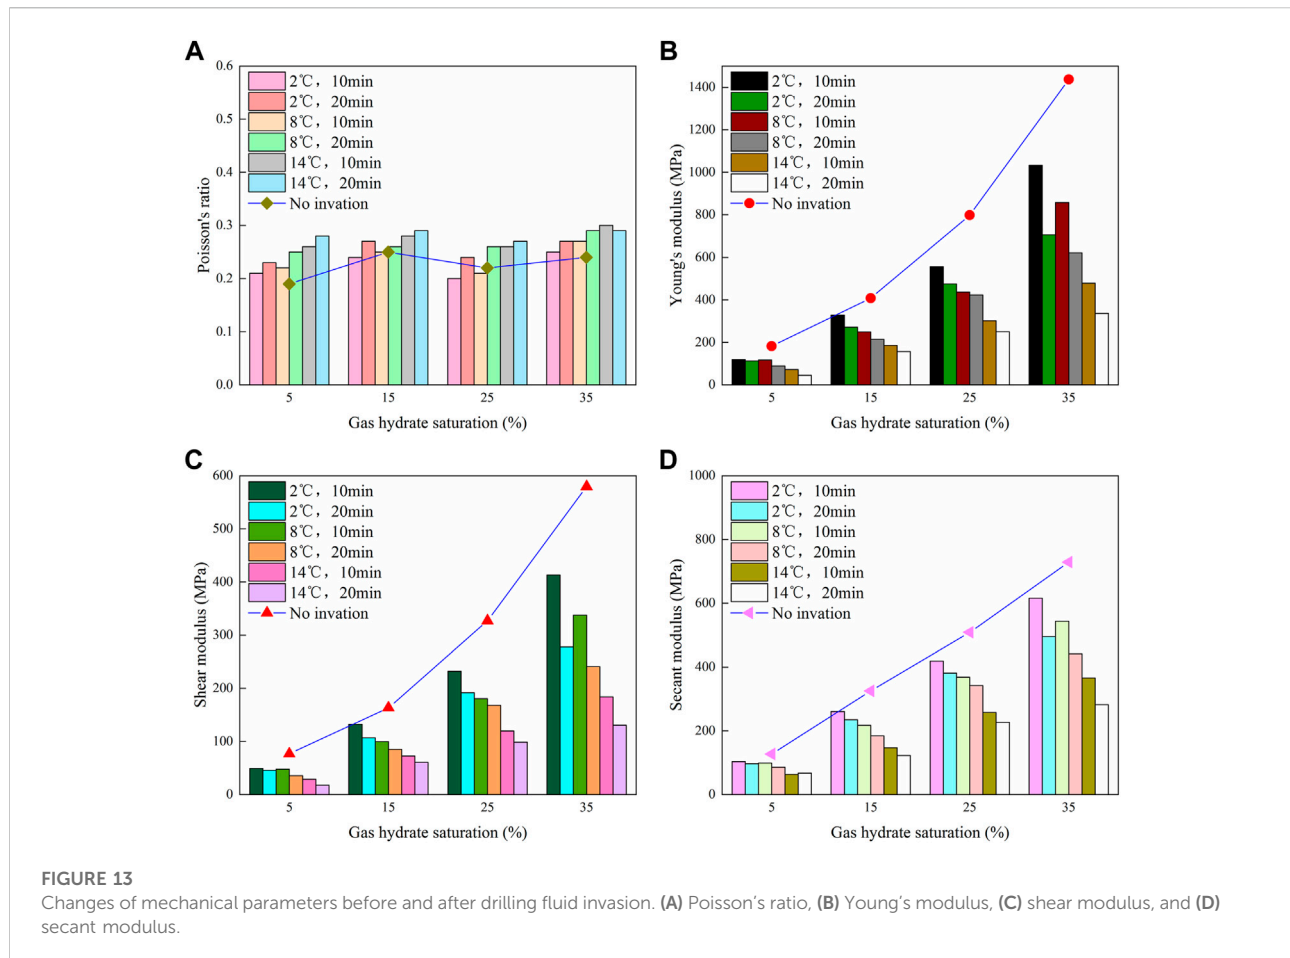 A
0.6
0.5
0.4
0.3
0.2
0.1
0.0
Poisson's ratio
2℃, 10min
2℃, 20min
8℃, 10min
8℃, 20min
14℃, 10min
14℃, 20min
No invation
5 15 25 35
Gas hydrate saturation (%)
B
1400
1200
1000
800
600
400
200
0
Young's modulus (MPa)
2℃, 10min
2℃, 20min
8℃, 10min
8℃, 20min
14℃, 10min
14℃, 20min
No invation
5 15 25 35
Gas hydrate saturation (%)
C
600
500
400
300
200
100
0
Shear modulus (MPa)
2℃, 10min
2℃, 20min
8℃, 10min
8℃, 20min
14℃, 10min
14℃, 20min
No invation
5 15 25 35
Gas hydrate saturation (%)
D
1000
800
600
400
200
0
Secant modulus (MPa)
2℃, 10min
2℃, 20min
8℃, 10min
8℃, 20min
14℃, 10min
14℃, 20min
No invation
5 15 25 35
Gas hydrate saturation (%)
FIGURE 13
Changes of mechanical parameters before and after drilling fluid invasion. (A) Poisson's ratio, (B) Young's modulus, (C) shear modulus, and (D)
secant modulus.